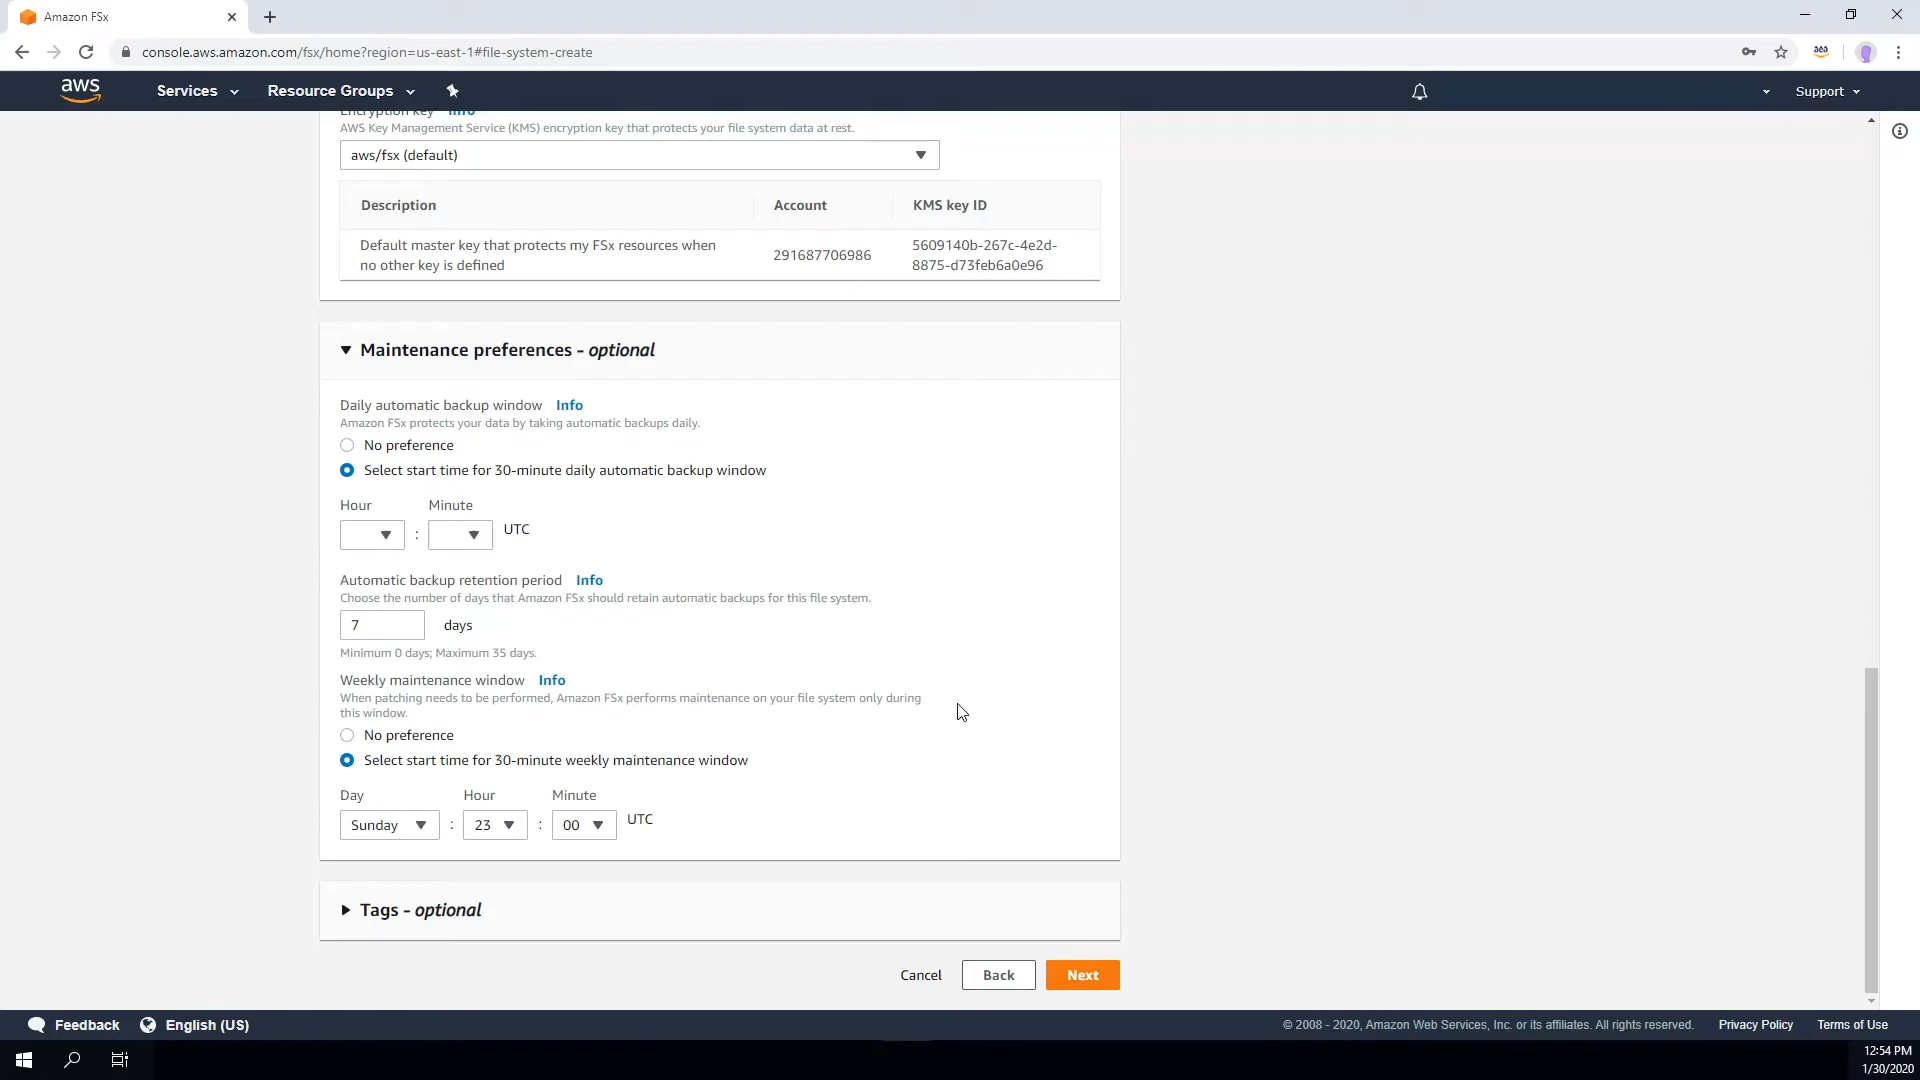 Amazon FSx
console.aws.amazon.com/fsx/home?region=us-east-1#file-system-create
aws
Services
Resource Groups
Support
Encryption key Info
AWS Key Management Service (KMS) encryption key that protects your file system data at rest.
aws/fsx (default)
Description Account KMS key ID
Default master key that protects my FSx resources when
no other key is defined
291687706986
5609140b-267c-4e2d-
8875-d73feb6a0e96
Maintenance preferences - optional
Daily automatic backup window Info
Amazon FSx protects your data by taking automatic backups daily.
No preference
Select start time for 30-minute daily automatic backup window
Hour Minute
: UTC
Automatic backup retention period Info
Choose the number of days that Amazon FSx should retain automatic backups for this file system.
7 days
Minimum 0 days; Maximum 35 days.
Weekly maintenance window Info
When patching needs to be performed, Amazon FSx performs maintenance on your file system only during
this window.
No preference
Select start time for 30-minute weekly maintenance window
Day Hour Minute
Sunday : 23 : 00 UTC
Tags - optional
Cancel Back Next
Feedback English (US)
© 2008 - 2020, Amazon Web Services, Inc. or its affiliates. All rights reserved. Privacy Policy Terms of Use
12:54 PM
1/30/2020